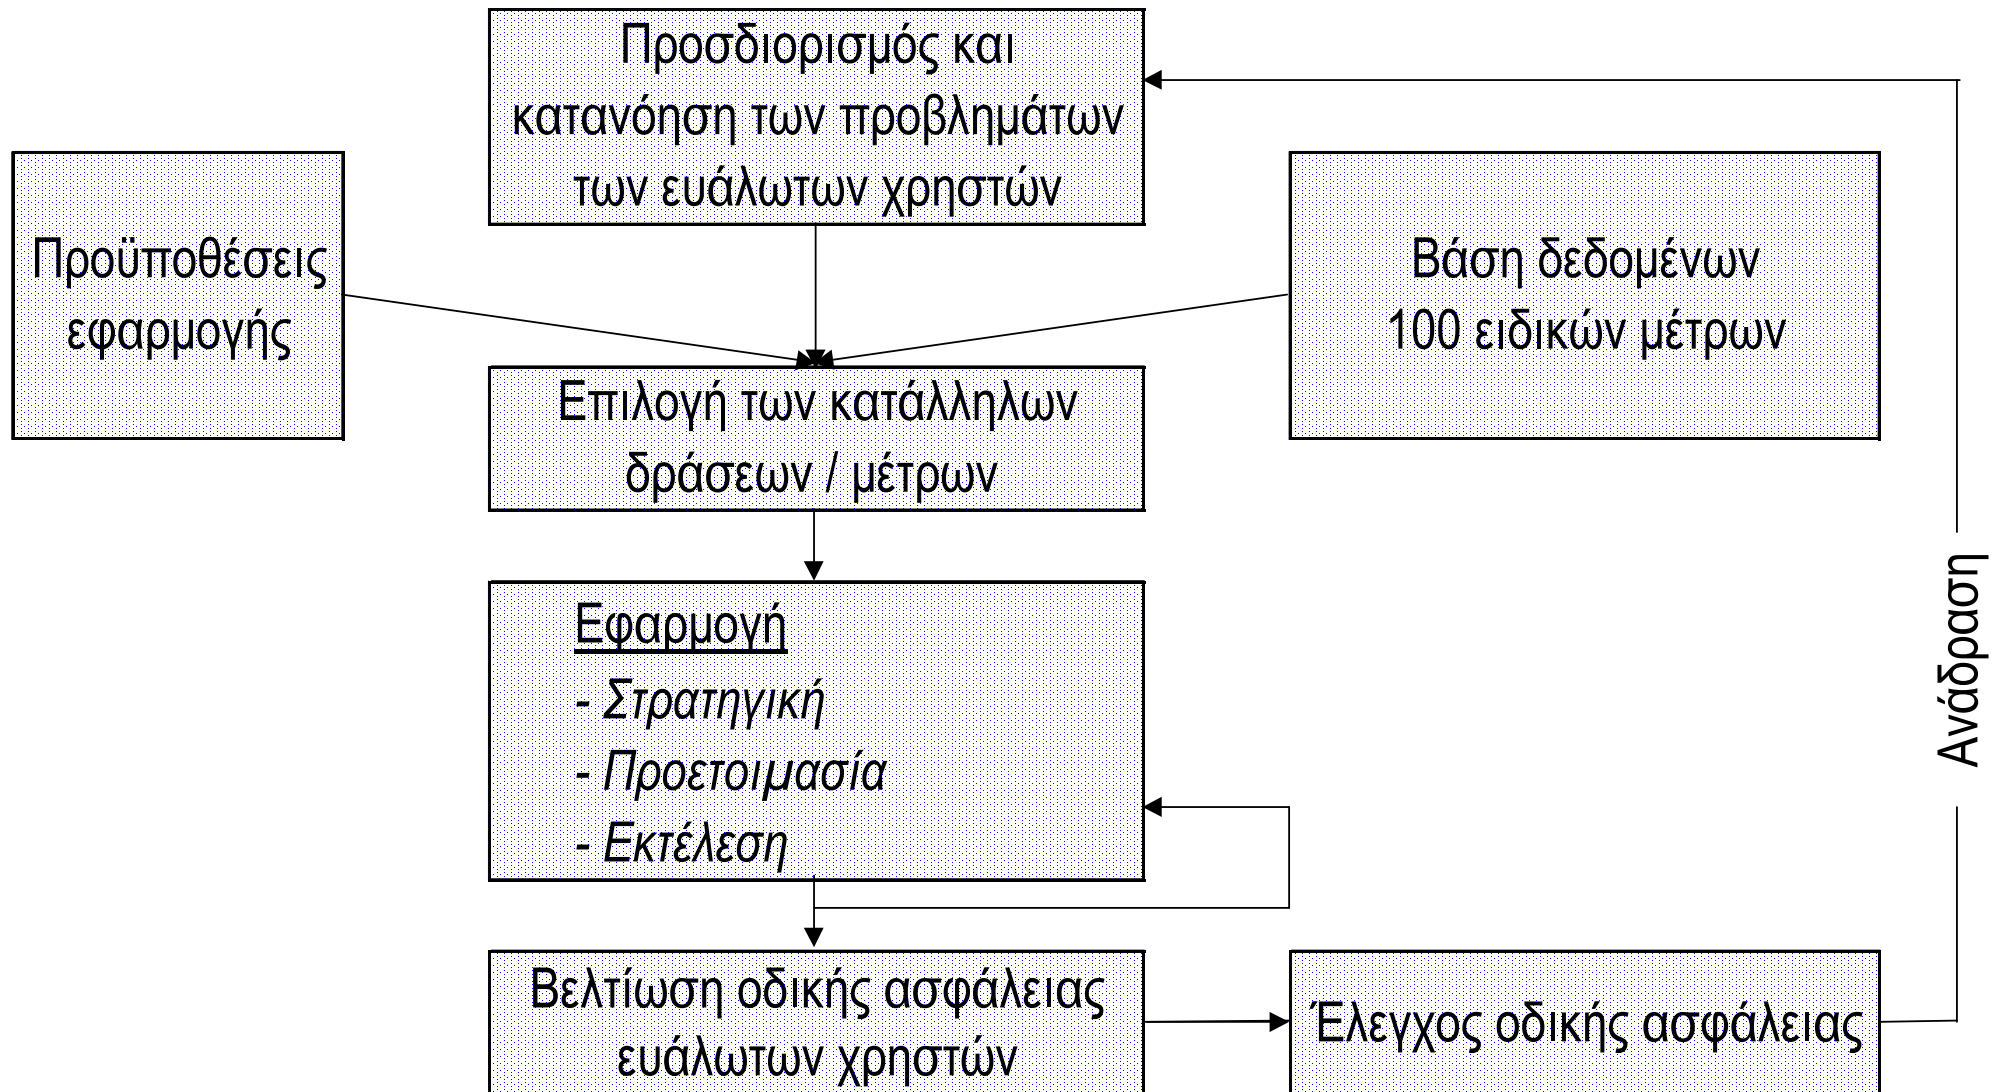 Προσδιορισμός και
κατανόηση των προβλημάτων
των ευάλωτων χρηστών
Προϋποθέσεις
εφαρμογής
Βάση δεδομένων
100 ειδικών μέτρων
Επιλογή των κατάλληλων
δράσεων / μέτρων
Εφαρμογή
- Στρατηγική
- Προετοιμασία
- Εκτέλεση
Ανάδραση
Βελτίωση οδικής ασφάλειας
ευάλωτων χρηστών
Έλεγχος οδικής ασφάλειας